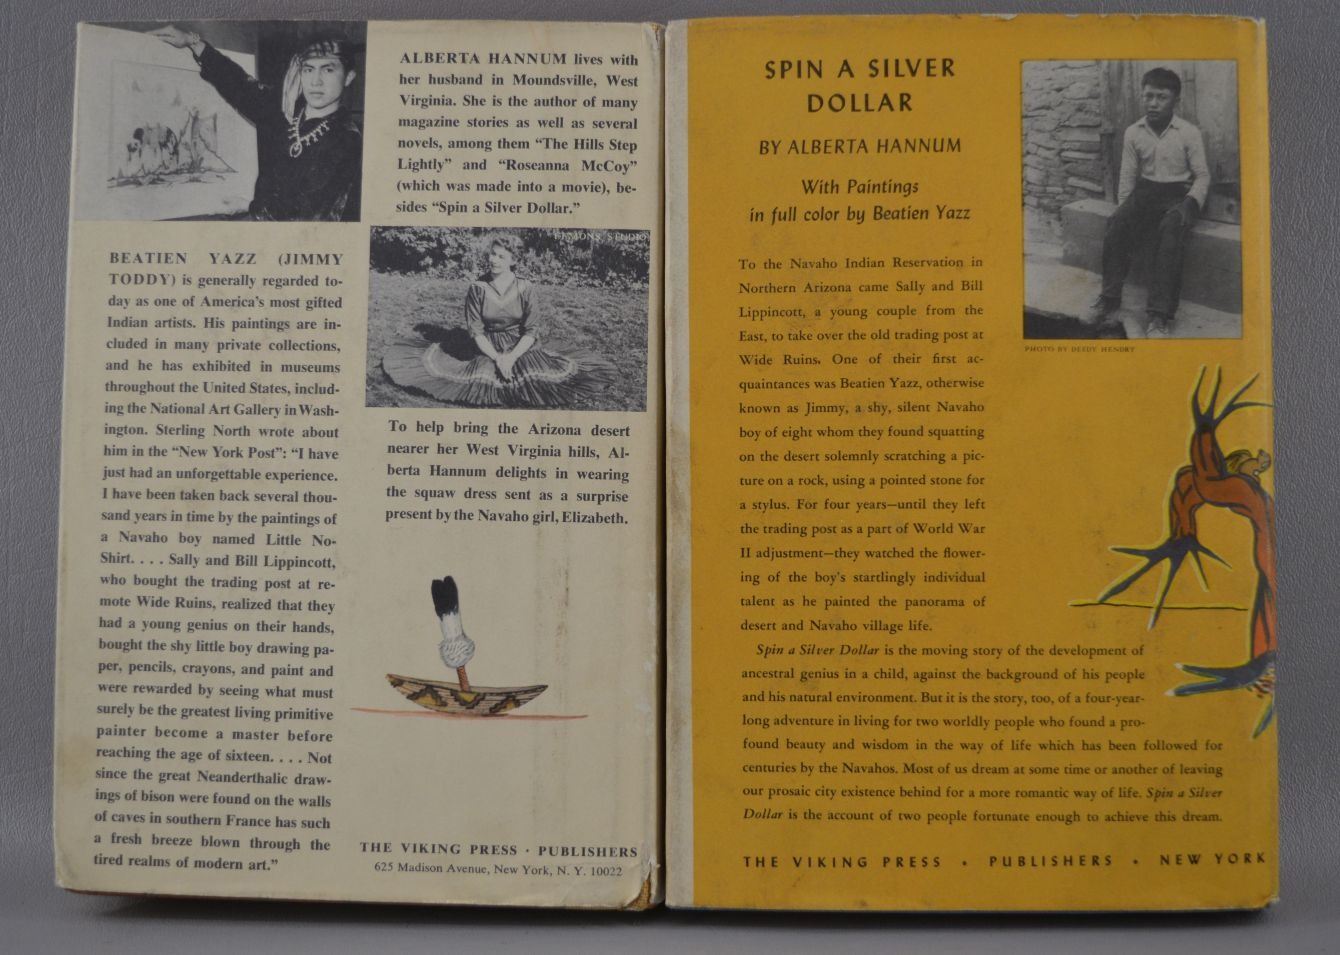 ALBERTA HANNUM lives with
her husband in Moundsville, West
Virginia. She is the author of many
magazine stories as well as several
novels, among them “The Hills Step
Lightly” and “Roseanna McCoy”
(which was made into a movie), be-
sides “Spin a Silver Dollar.”
BEATIEN YAZZ (JIMMY
TODDY) is generally regarded to-
day as one of America’s most gifted
Indian artists. His paintings are in-
cluded in many private collections,
and he has exhibited in museums
throughout the United States, includ-
ing the National Art Gallery in Wash-
ington. Sterling North wrote about
him in the “New York Post”: “I have
just had an unforgettable experience.
I have been taken back several thou-
sand years in time by the paintings of
a Navaho boy named Little No-
Shirt. . . . Sally and Bill Lippincott,
who bought the trading post at re-
mote Wide Ruins, realized that they
had a young genius on their hands,
bought the shy little boy drawing pa-
per, pencils, crayons, and paint and
were rewarded by seeing what must
surely be the greatest living primitive
painter become a master before
reaching the age of sixteen. . . . Not
since the great Neanderthalic draw-
ings of bison were found on the walls
of caves in southern France has such
a fresh breeze blown through the
tired realms of modern art.”
STUDIO
To help bring the Arizona desert
nearer her West Virginia hills, Al-
berta Hannum delights in wearing
the squaw dress sent as a surprise
present by the Navaho girl, Elizabeth.
THE VIKING PRESS · PUBLISHERS
625 Madison Avenue, New York, N. Y. 10022
SPIN A SILVER
DOLLAR
BY ALBERTA HANNUM
With Paintings
in full color by Beatien Yazz
PHOTO BY DEEDY HENDRY
To the Navaho Indian Reservation in
Northern Arizona came Sally and Bill
Lippincott, a young couple from the
East, to take over the old trading post at
Wide Ruins. One of their first ac-
quaintances was Beatien Yazz, otherwise
known as Jimmy, a shy, silent Navaho
boy of eight whom they found squatting
on the desert solemnly scratching a pic-
ture on a rock, using a pointed stone for
a stylus. For four years—until they left
the trading post as a part of World War
II adjustment—they watched the flower-
ing of the boy’s startlingly individual
talent as he painted the panorama of
desert and Navaho village life.
Spin a Silver Dollar is the moving story of the development of
ancestral genius in a child, against the background of his people
and his natural environment. But it is the story, too, of a four-year-
long adventure in living for two worldly people who found a pro-
found beauty and wisdom in the way of life which has been followed for
centuries by the Navahos. Most of us dream at some time or another of leaving
our prosaic city existence behind for a more romantic way of life. Spin a Silver
Dollar is the account of two people fortunate enough to achieve this dream.
THE VIKING PRESS · PUBLISHERS · NEW YORK